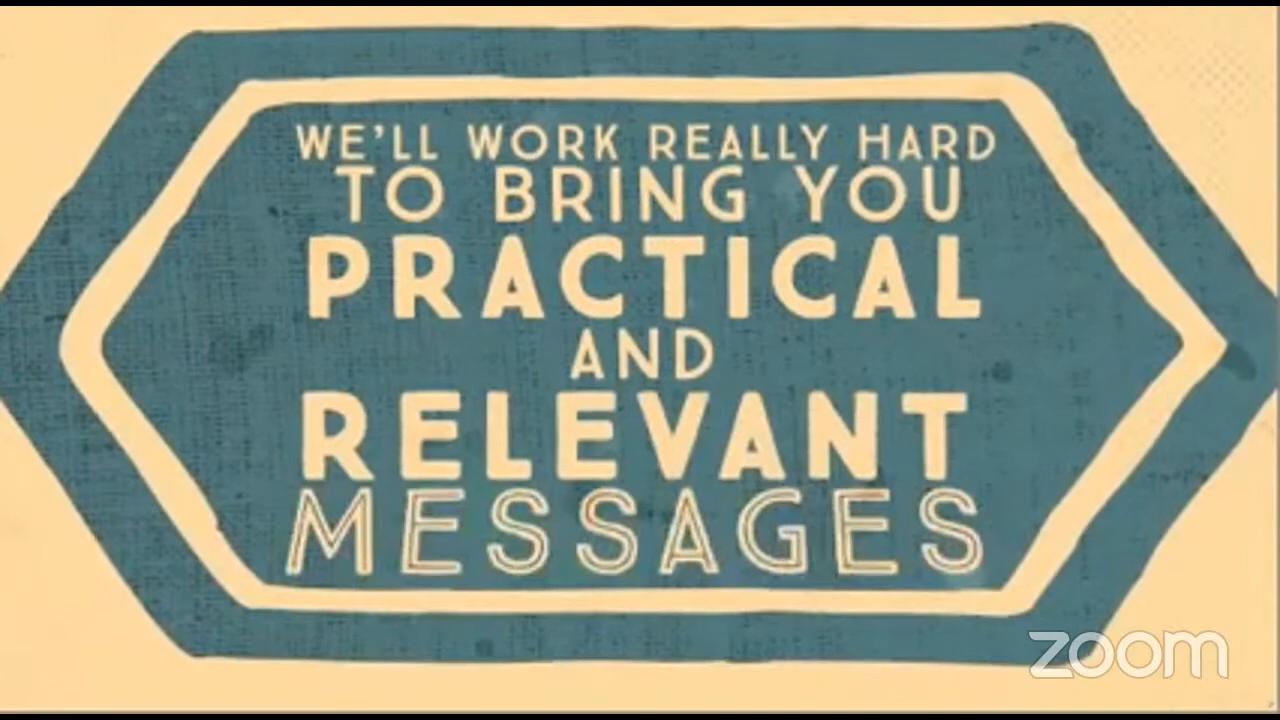 WE'LL WORK REALLY HARD
TO BRING YOU
PRACTICAL
AND
RELEVANT
MESSAGES
zoom